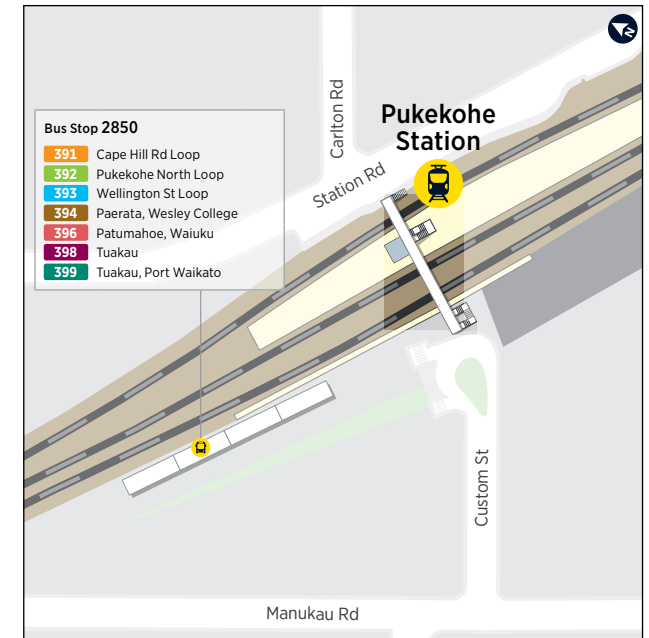 N
Carlton Rd
Pukekohe
Station
Station Rd
Bus Stop 2850
391 Cape Hill Rd Loop
392 Pukekohe North Loop
393 Wellington St Loop
394 Paerata, Wesley College
396 Patumahoe, Waiuku
398 Tuakau
399 Tuakau, Port Waikato
Custom St
Manukau Rd